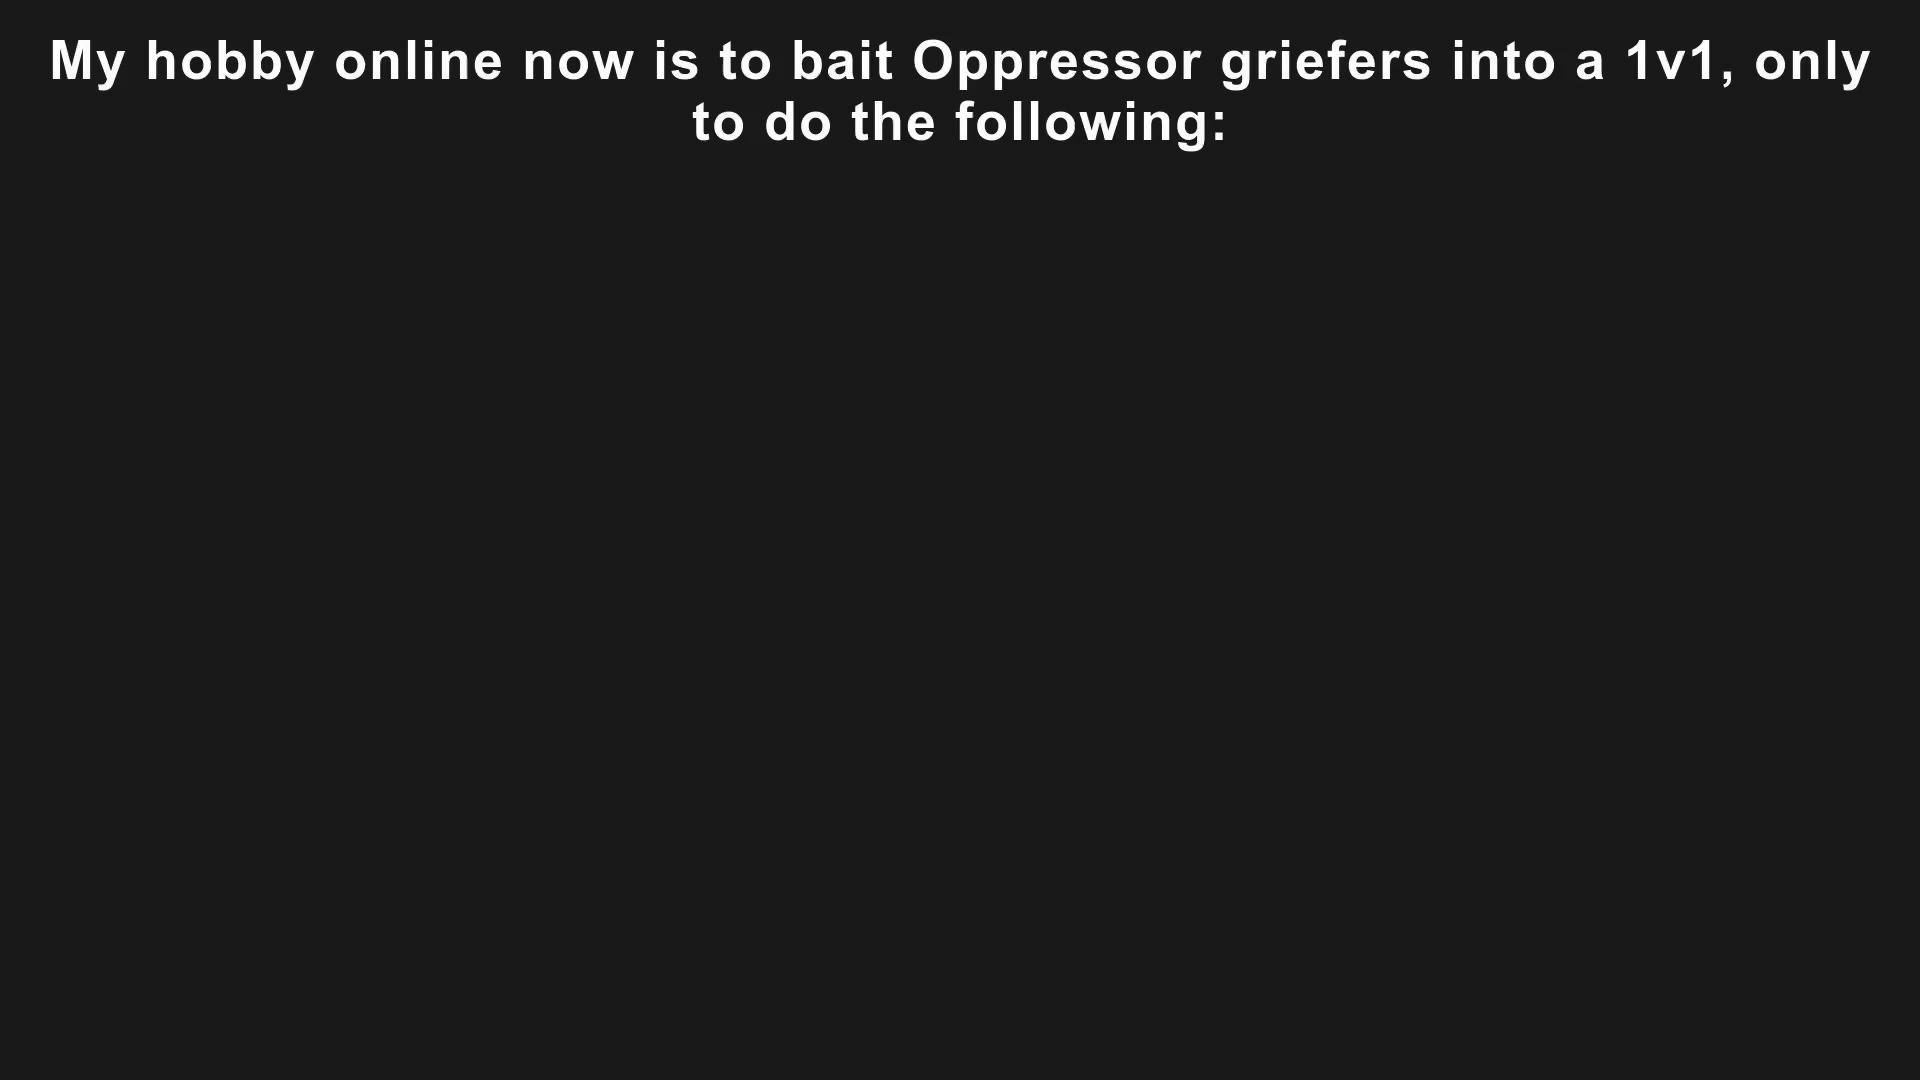 My hobby online now is to bait Oppressor griefers into a 1v1, only
to do the following: